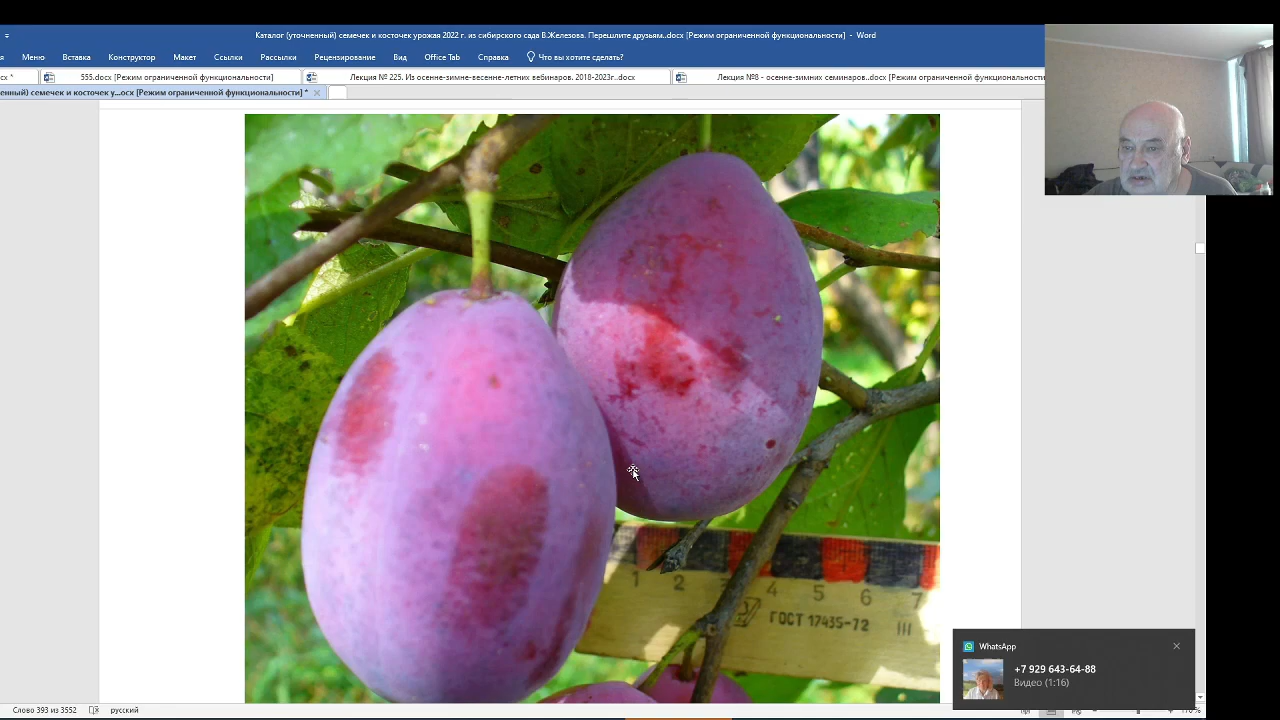 Каталог (уточненный) семечек и косточек урожая 2022 г. из сибирского сада В.Железова. Перешлите друзьям..docx [Режим ограниченной функциональности] - Word
Меню Вставка Конструктор Макет Ссылки Рассылки Рецензирование Вид Office Tab Что вы хотите сделать?
cx * 555.docx [Режим ограниченной функциональности] Лекция № 225. Из осенне-зимне-весенне-летних вебинаров. 2018-2023г..docx Лекция №8 - осенне-зимних семинаров..docx [Режим ограниченной функциональности
енный) семечек и косточек у...ocx [Режим ограниченной функциональности] *
1 2 3 4 5 6 7
ГОСТ 17435-72 III
WhatsApp
+7 929 643-64-88
Видео (1:16)
Слово 393 из 3552 русский